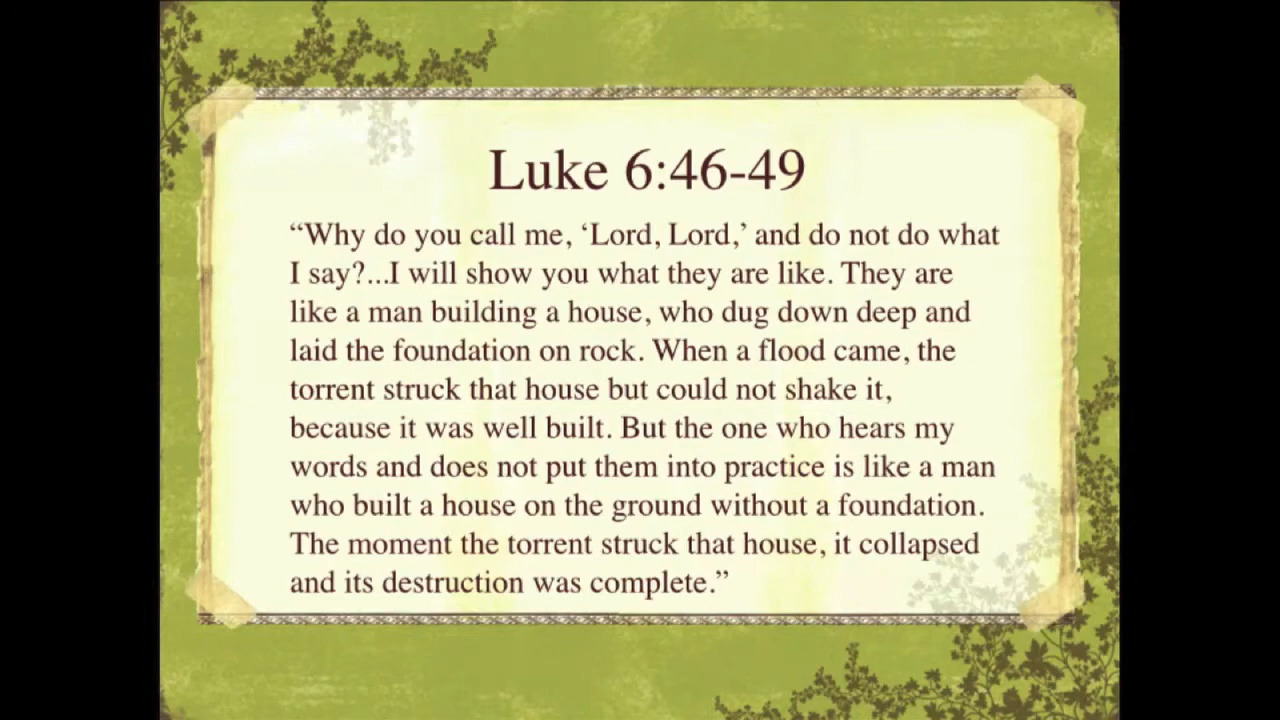 Luke 6:46-49
“Why do you call me, ‘Lord, Lord,’ and do not do what
I say?...I will show you what they are like. They are
like a man building a house, who dug down deep and
laid the foundation on rock. When a flood came, the
torrent struck that house but could not shake it,
because it was well built. But the one who hears my
words and does not put them into practice is like a man
who built a house on the ground without a foundation.
The moment the torrent struck that house, it collapsed
and its destruction was complete.”